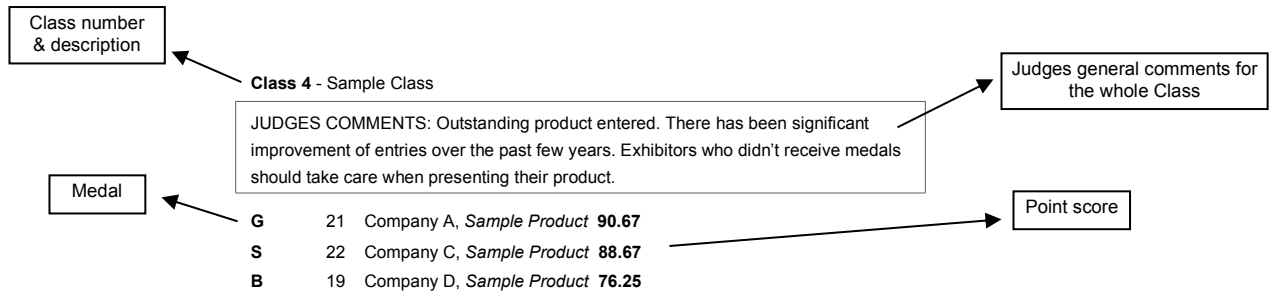 Class number
& description
Class 4 - Sample Class
Judges general comments for
the whole Class
JUDGES COMMENTS: Outstanding product entered. There has been significant
improvement of entries over the past few years. Exhibitors who didn't receive medals
should take care when presenting their product.
Medal
Point score
G 21 Company A, Sample Product 90.67
S 22 Company C, Sample Product 88.67
B 19 Company D, Sample Product 76.25